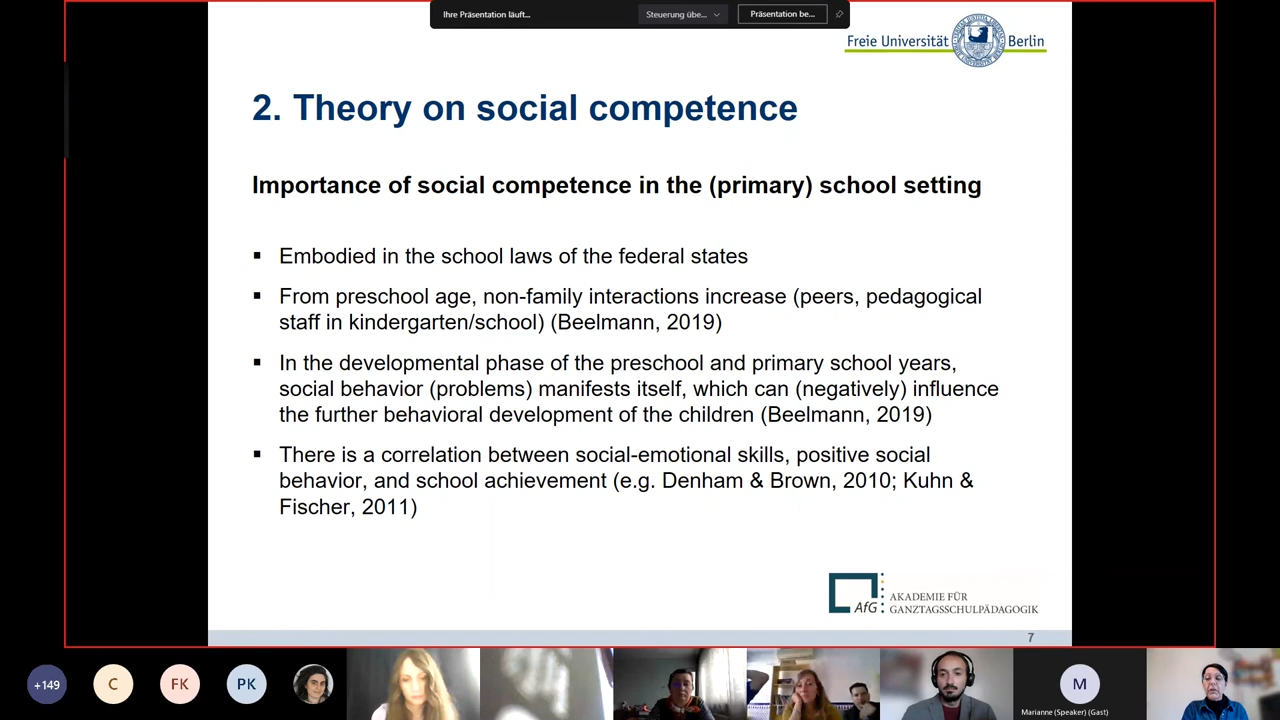 Ihre Präsentation läuft...
Steuerung übe...
Präsentation be...
Freie Universität Berlin
2. Theory on social competence
Importance of social competence in the (primary) school setting
▪ Embodied in the school laws of the federal states
▪ From preschool age, non-family interactions increase (peers, pedagogical
staff in kindergarten/school) (Beelmann, 2019)
▪ In the developmental phase of the preschool and primary school years,
social behavior (problems) manifests itself, which can (negatively) influence
the further behavioral development of the children (Beelmann, 2019)
▪ There is a correlation between social-emotional skills, positive social
behavior, and school achievement (e.g. Denham & Brown, 2010; Kuhn &
Fischer, 2011)
AfG
AKADEMIE FÜR
GANZTAGSSCHULPÄDAGOGIK
7
+149
C
FK
PK
M
Marianne (Speaker) (Gast)